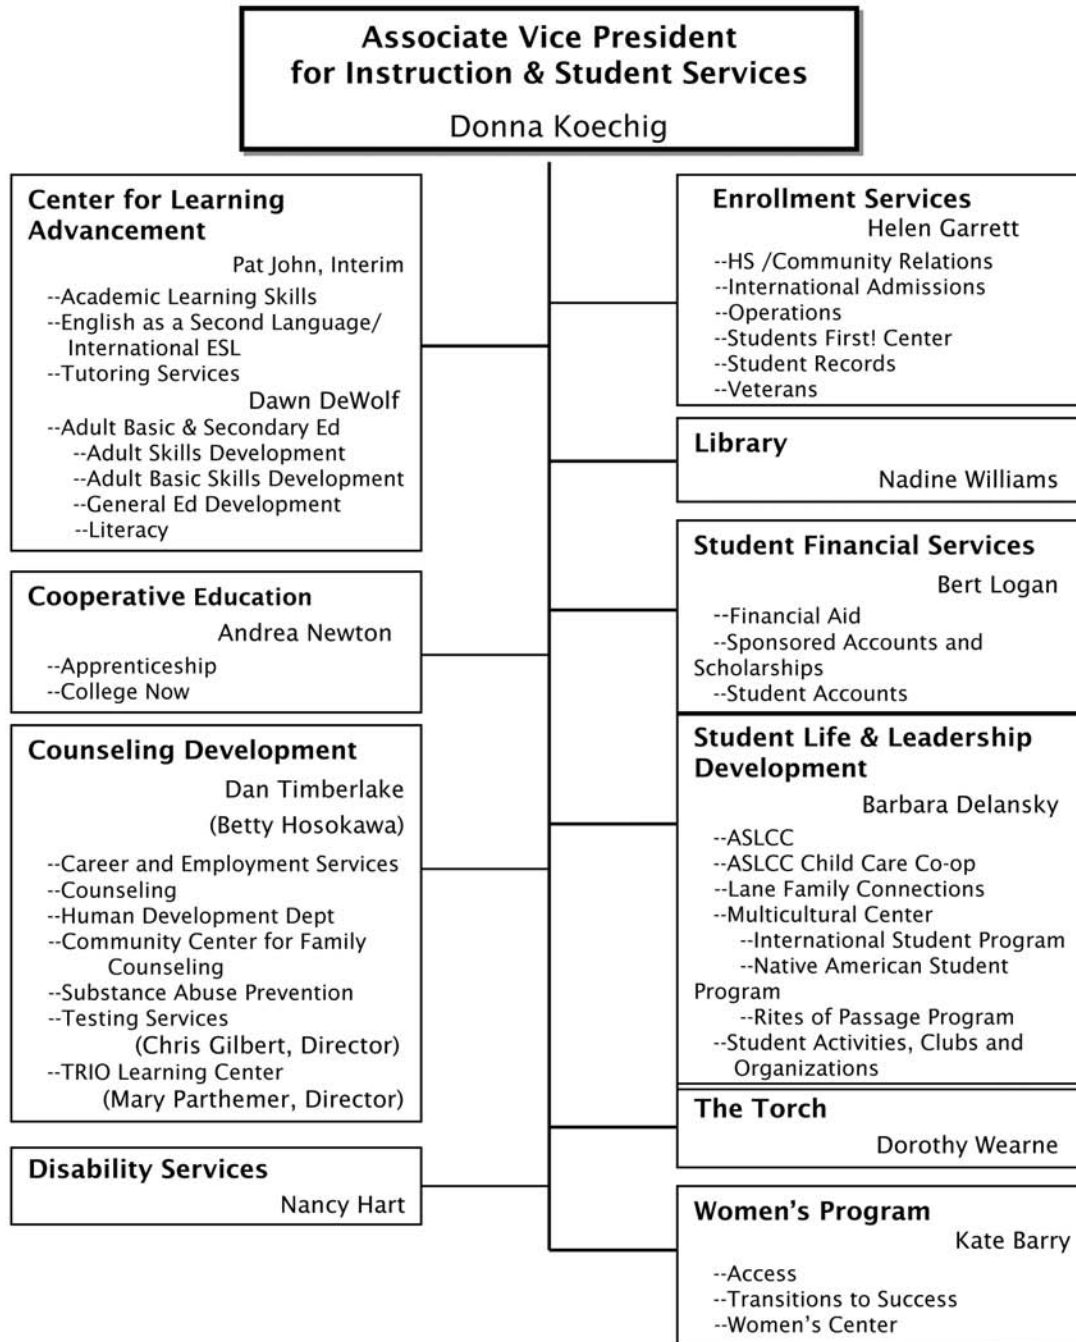 Associate Vice President
for Instruction & Student Services
Donna Koechig
Center for Learning
Advancement
Pat John, Interim
--Academic Learning Skills
--English as a Second Language/
International ESL
--Tutoring Services
Dawn DeWolf
--Adult Basic & Secondary Ed
--Adult Skills Development
--Adult Basic Skills Development
--General Ed Development
--Literacy
Cooperative Education
Andrea Newton
--Apprenticeship
--College Now
Counseling Development
Dan Timberlake
(Betty Hosokawa)
--Career and Employment Services
--Counseling
--Human Development Dept
--Community Center for Family
Counseling
--Substance Abuse Prevention
--Testing Services
(Chris Gilbert, Director)
--TRIO Learning Center
(Mary Parthemer, Director)
Disability Services
Nancy Hart
Enrollment Services
Helen Garrett
--HS /Community Relations
--International Admissions
--Operations
--Students First! Center
--Student Records
--Veterans
Library
Nadine Williams
Student Financial Services
Bert Logan
--Financial Aid
--Sponsored Accounts and
Scholarships
--Student Accounts
Student Life & Leadership
Development
Barbara Delansky
--ASLCC
--ASLCC Child Care Co-op
--Lane Family Connections
--Multicultural Center
--International Student Program
--Native American Student
Program
--Rites of Passage Program
--Student Activities, Clubs and
Organizations
The Torch
Dorothy Wearne
Women's Program
Kate Barry
--Access
--Transitions to Success
--Women's Center